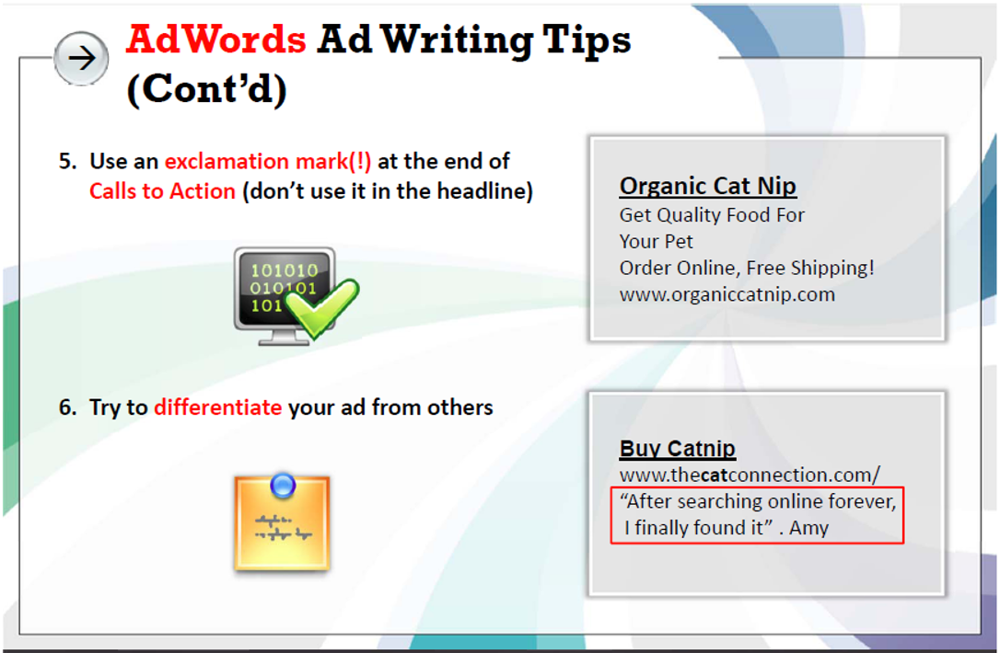 AdWords Ad Writing Tips
(Cont’d)
5. Use an exclamation mark(!) at the end of
Calls to Action (don’t use it in the headline)
Organic Cat Nip
Get Quality Food For
Your Pet
Order Online, Free Shipping!
www.organiccatnip.com
101010
010101
101
6. Try to differentiate your ad from others
Buy Catnip
www.thecatconnection.com/
“After searching online forever,
I finally found it” . Amy